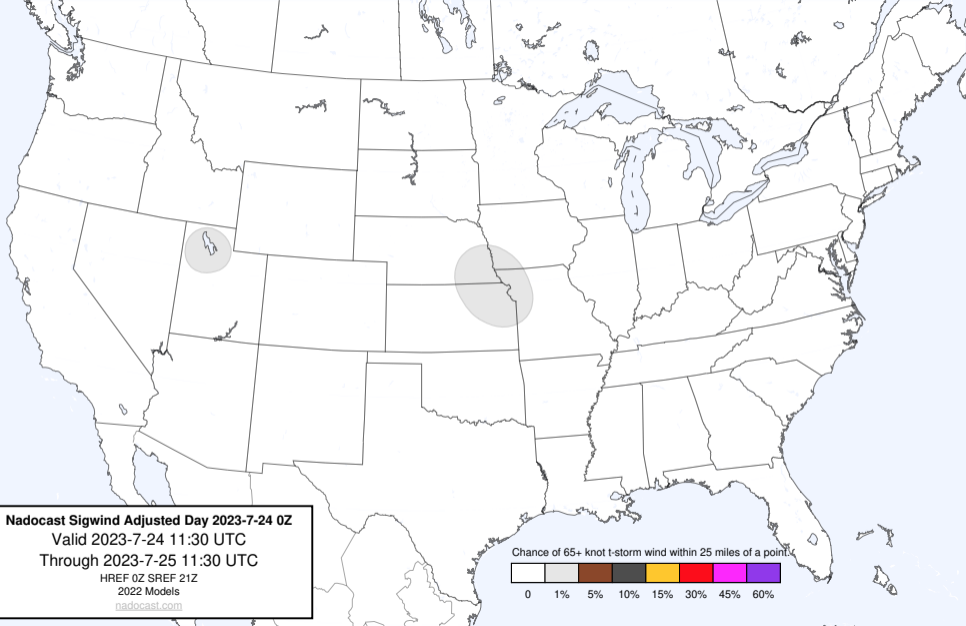 Nadocast Sigwind Adjusted Day 2023-7-24 0Z
Valid 2023-7-24 11:30 UTC
Through 2023-7-25 11:30 UTC
HREF 0Z SREF 21Z
2022 Models
nadocast.com
Chance of 65+ knot t-storm wind within 25 miles of a point.
0 1% 5% 10% 15% 30% 45% 60%